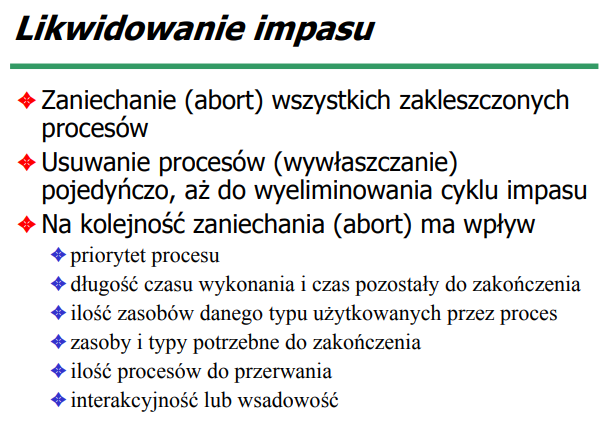 Likwidowanie impasu
Zaniechanie (abort) wszystkich zakleszczonych
procesów
Usuwanie procesów (wywłaszczanie)
pojedyńczo, aż do wyeliminowania cyklu impasu
Na kolejność zaniechania (abort) ma wpływ
priorytet procesu
długość czasu wykonania i czas pozostały do zakończenia
ilość zasobów danego typu użytkowanych przez proces
zasoby i typy potrzebne do zakończenia
ilość procesów do przerwania
interakcyjność lub wsadowość